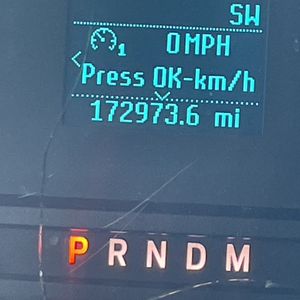 SW
1 0 MPH
Press OK-km/h
172973.6 mi
P R N D M